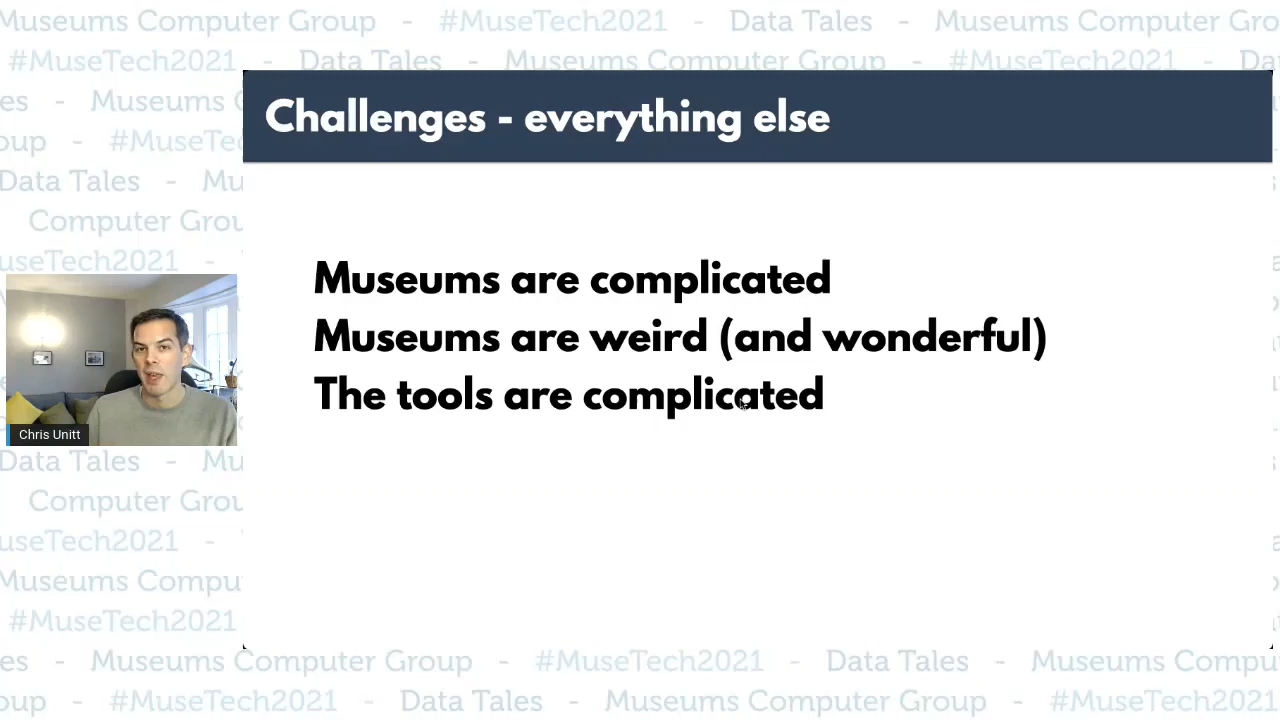 Museums Computer Group - #MuseTech2021 - Data Tales - Museums Computer Gro
#MuseTech2021 - Data Tales - Museums Computer Group - #MuseTech2021 - Da
es - Museums C
Challenges - everything else
oup - #MuseTe
Data Tales - Mu
Computer Grou
useTech2021 -
Museums are complicated
Museums are weird (and wonderful)
The tools are complicated
Chris Unitt
Data Tales - Mu
Computer Grou
useTech2021 -
Museums Compu
#MuseTech2021
es - Museums Computer Group - #MuseTech2021 - Data Tales - Museums Compu
oup - #MuseTech2021 - Data Tales - Museums Computer Group - #MuseTech2021